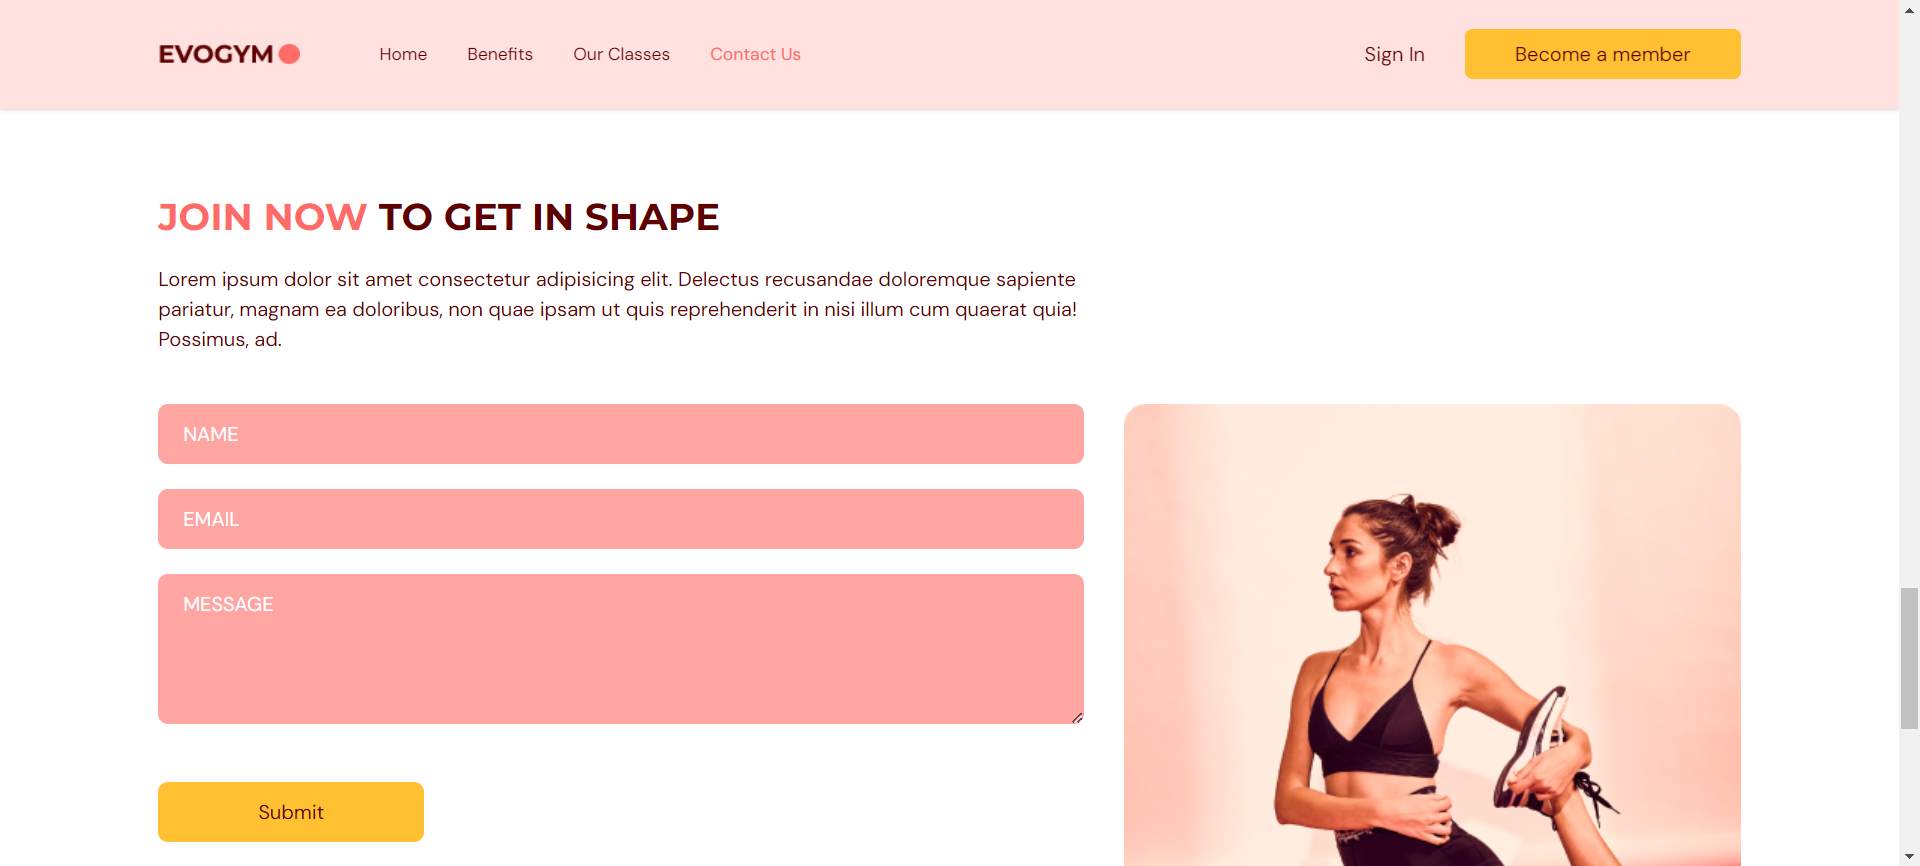 EVOGYM
Home Benefits Our Classes Contact Us Sign In Become a member
JOIN NOW TO GET IN SHAPE
Lorem ipsum dolor sit amet consectetur adipisicing elit. Delectus recusandae doloremque sapiente
pariatur, magnam ea doloribus, non quae ipsam ut quis reprehenderit in nisi illum cum quaerat quia!
Possimus, ad.
NAME
EMAIL
MESSAGE
Submit